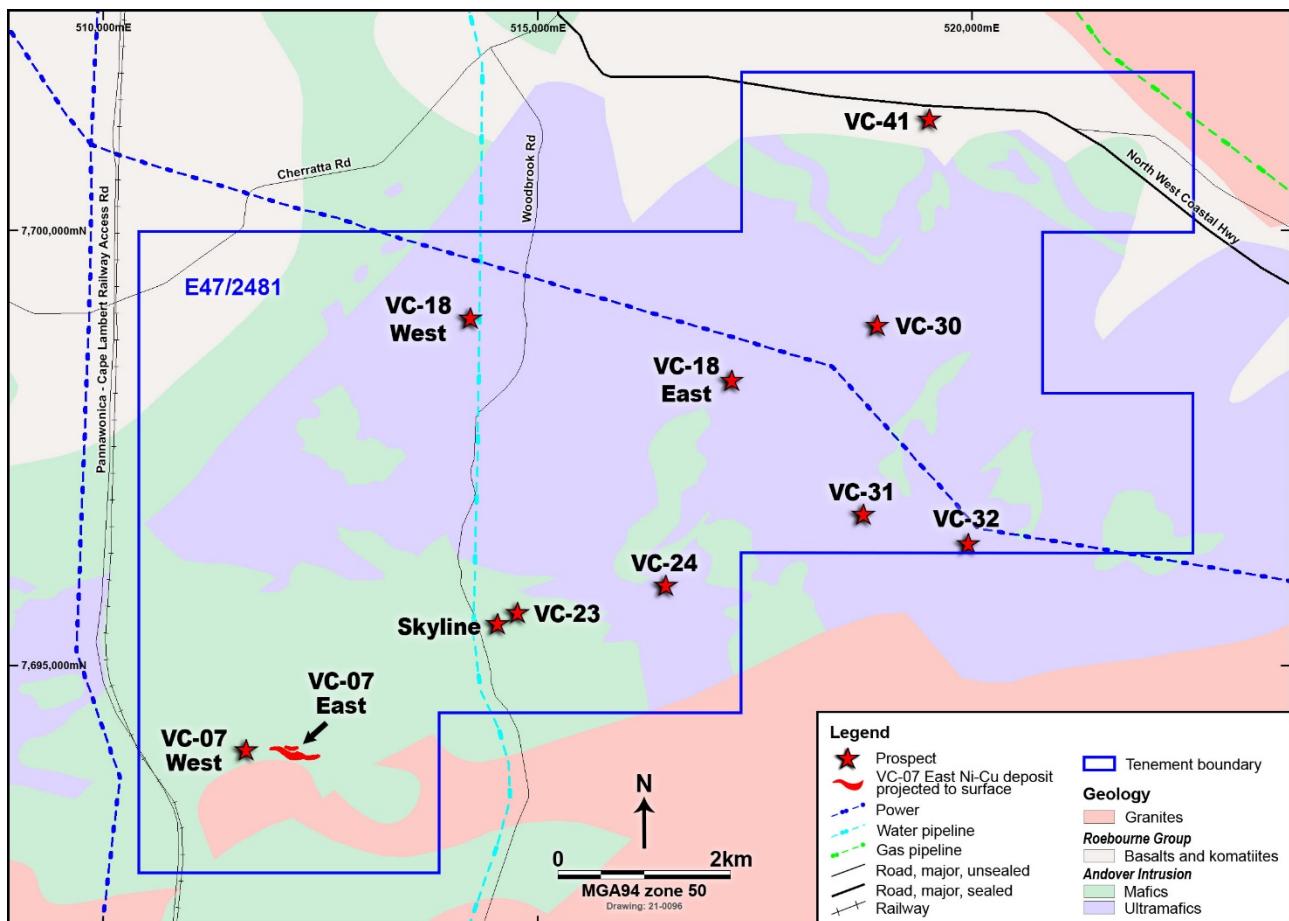 510,000mE
515,000mE
520,000mE
VC-41
North West Coastal Hwy
Cherratta Rd
Woodbrook Rd
Pannawonica - Cape Lambert Railway Access Rd
7,700,000mN
E47/2481
VC-18
West
VC-30
VC-18
East
VC-31
VC-32
VC-24
VC-23
Skyline
7,695,000mN
VC-07
East
VC-07
West
N
0
2km
MGA94 zone 50
Drawing: 21-0096
Legend
Prospect
VC-07 East Ni-Cu deposit
projected to surface
Power
Water pipeline
Gas pipeline
Road, major, unsealed
Road, major, sealed
Railway
Tenement boundary
Geology
Granites
Roebourne Group
Basalts and komatiites
Andover Intrusion
Mafics
Ultramafics